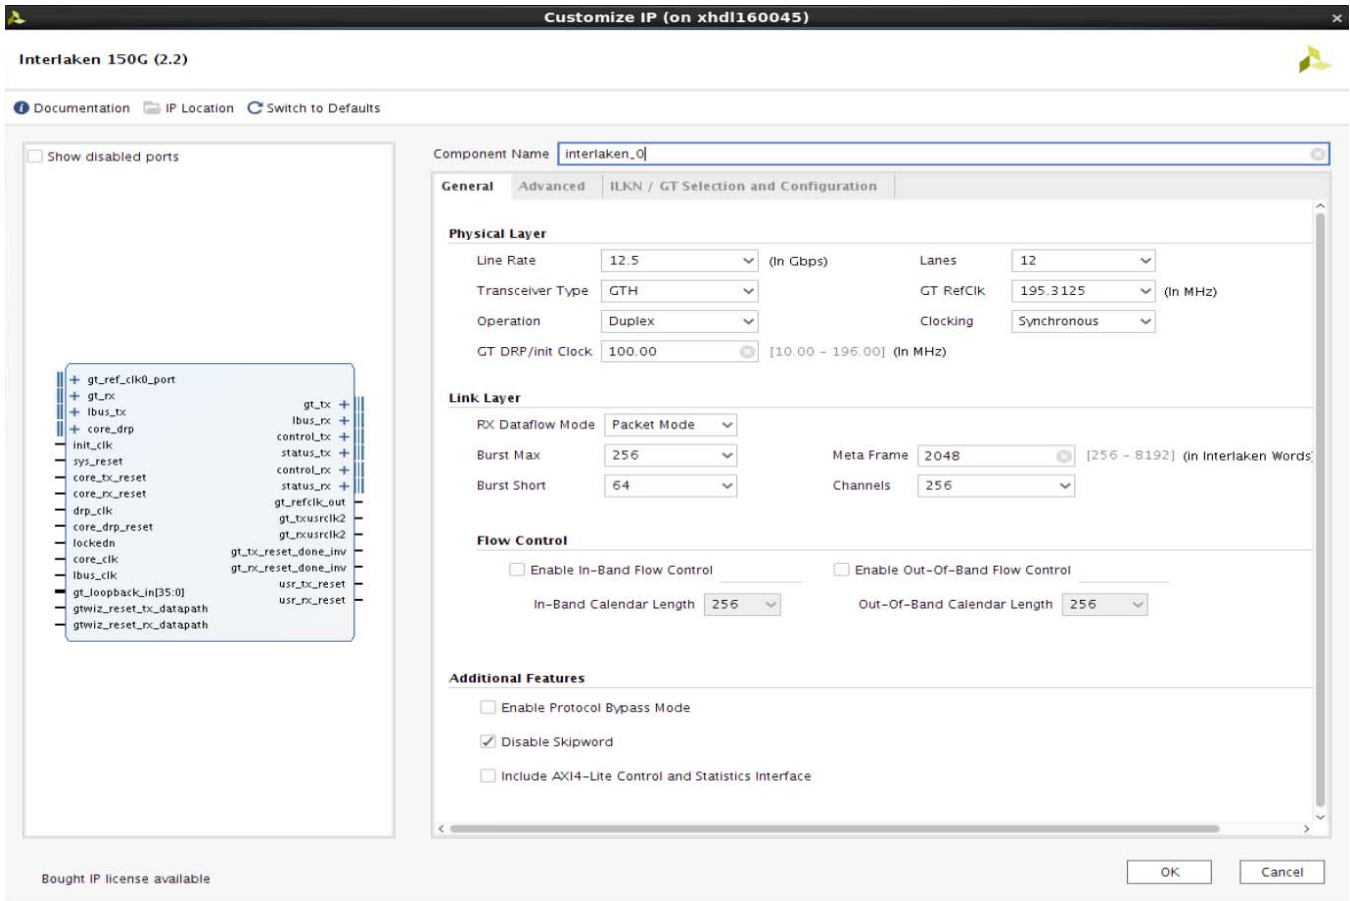 Customize IP (on xhdl160045)
Interlaken 150G (2.2)
Documentation IP Location Switch to Defaults
Show disabled ports
gt_ref_clk0_port
gt_rx
lbus_tx
core_drp
init_clk
sys_reset
core_tx_reset
core_rx_reset
drp_clk
core_drp_reset
lockedn
core_clk
lbus_clk
gt_loopback_in[35:0]
gtwiz_reset_tx_datapath
gtwiz_reset_rx_datapath
gt_tx
lbus_rx
control_tx
status_tx
control_rx
status_rx
gt_refclk_out
gt_txusrclk2
gt_rxusrclk2
gt_tx_reset_done_inv
gt_rx_reset_done_inv
usr_tx_reset
usr_rx_reset
Component Name interlaken_0
General Advanced ILKN / GT Selection and Configuration
Physical Layer
Line Rate 12.5 (In Gbps) Lanes 12
Transceiver Type GTH GT RefClk 195.3125 (In MHz)
Operation Duplex Clocking Synchronous
GT DRP/init Clock 100.00 [10.00 - 196.00] (In MHz)
Link Layer
RX Dataflow Mode Packet Mode
Burst Max 256 Meta Frame 2048 [256 - 8192] (in Interlaken Words)
Burst Short 64 Channels 256
Flow Control
Enable In-Band Flow Control Enable Out-Of-Band Flow Control
In-Band Calendar Length 256 Out-Of-Band Calendar Length 256
Additional Features
Enable Protocol Bypass Mode
Disable Skipword
Include AXI4-Lite Control and Statistics Interface
Bought IP license available
OK Cancel